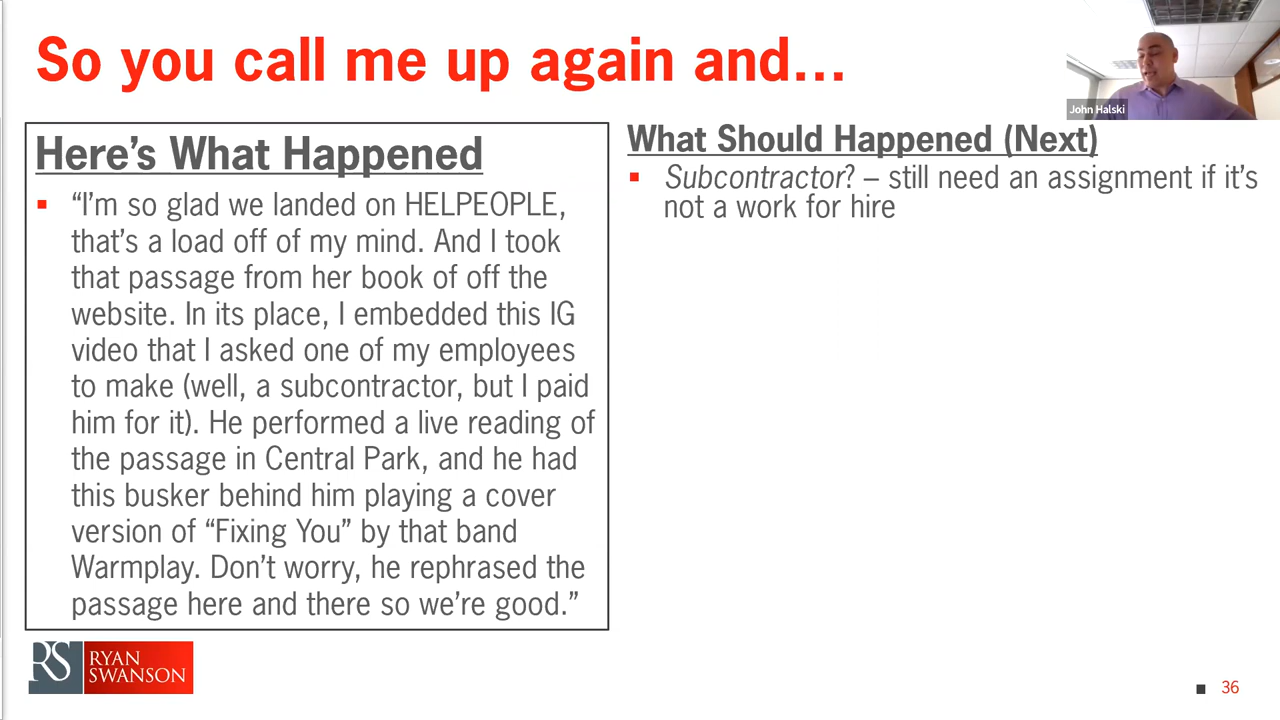 So you call me up again and…
John Halski
Here’s What Happened
“I’m so glad we landed on HELPEOPLE,
that’s a load off of my mind. And I took
that passage from her book of off the
website. In its place, I embedded this IG
video that I asked one of my employees
to make (well, a subcontractor, but I paid
him for it). He performed a live reading of
the passage in Central Park, and he had
this busker behind him playing a cover
version of “Fixing You” by that band
Warmplay. Don’t worry, he rephrased the
passage here and there so we’re good.”
What Should Happened (Next)
Subcontractor? – still need an assignment if it’s
not a work for hire
RS
RYAN
SWANSON
36